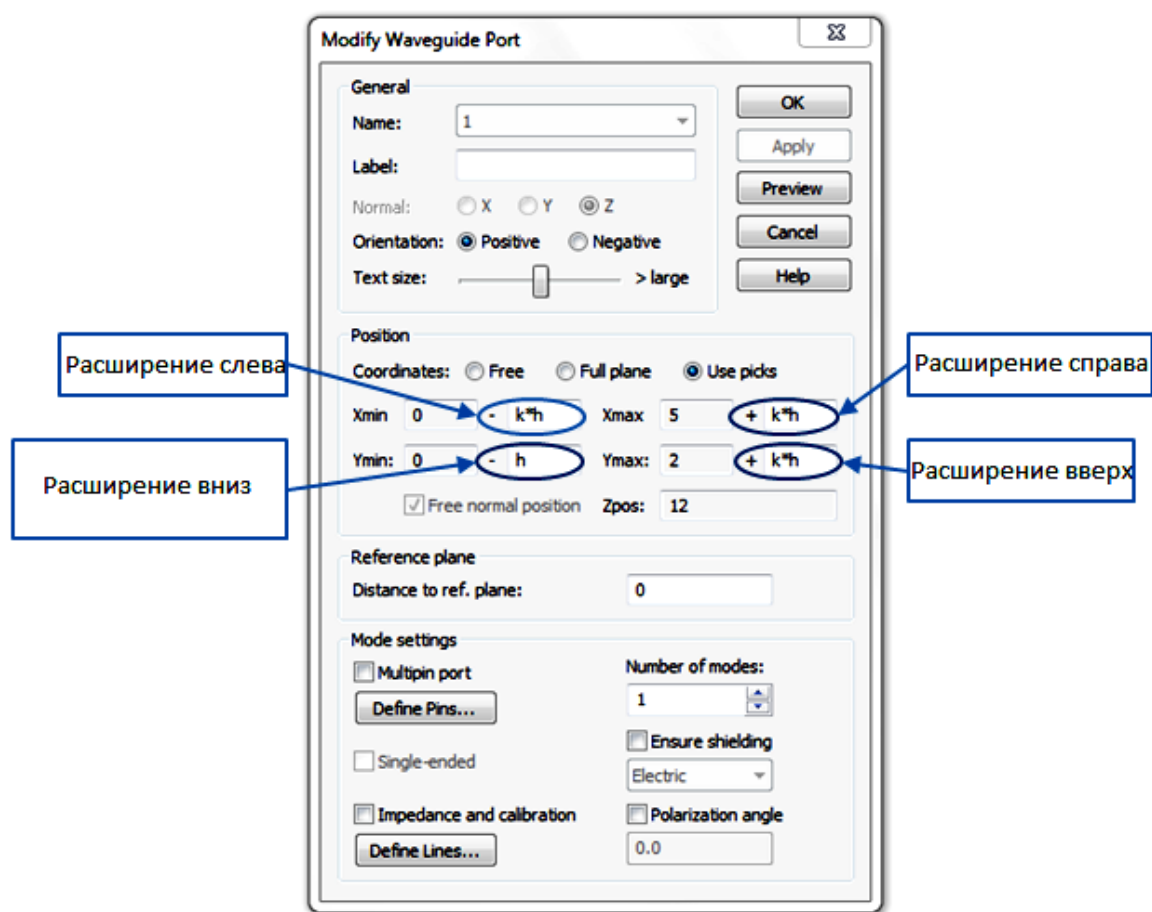 Modify Waveguide Port
General
Name: 1
Label:
Normal: X Y Z
Orientation: Positive Negative
Text size: > large
OK
Apply
Preview
Cancel
Help
Расширение слева
Расширение вниз
Position
Coordinates: Free Full plane Use picks
Xmin 0 - k*h Xmax 5 + k*h
Ymin: 0 - h Ymax: 2 + k*h
Free normal position Zpos: 12
Расширение справа
Расширение вверх
Reference plane
Distance to ref. plane: 0
Mode settings
Multipin port
Define Pins...
Single-ended
Impedance and calibration
Define Lines...
Number of modes:
1
Ensure shielding
Electric
Polarization angle
0.0